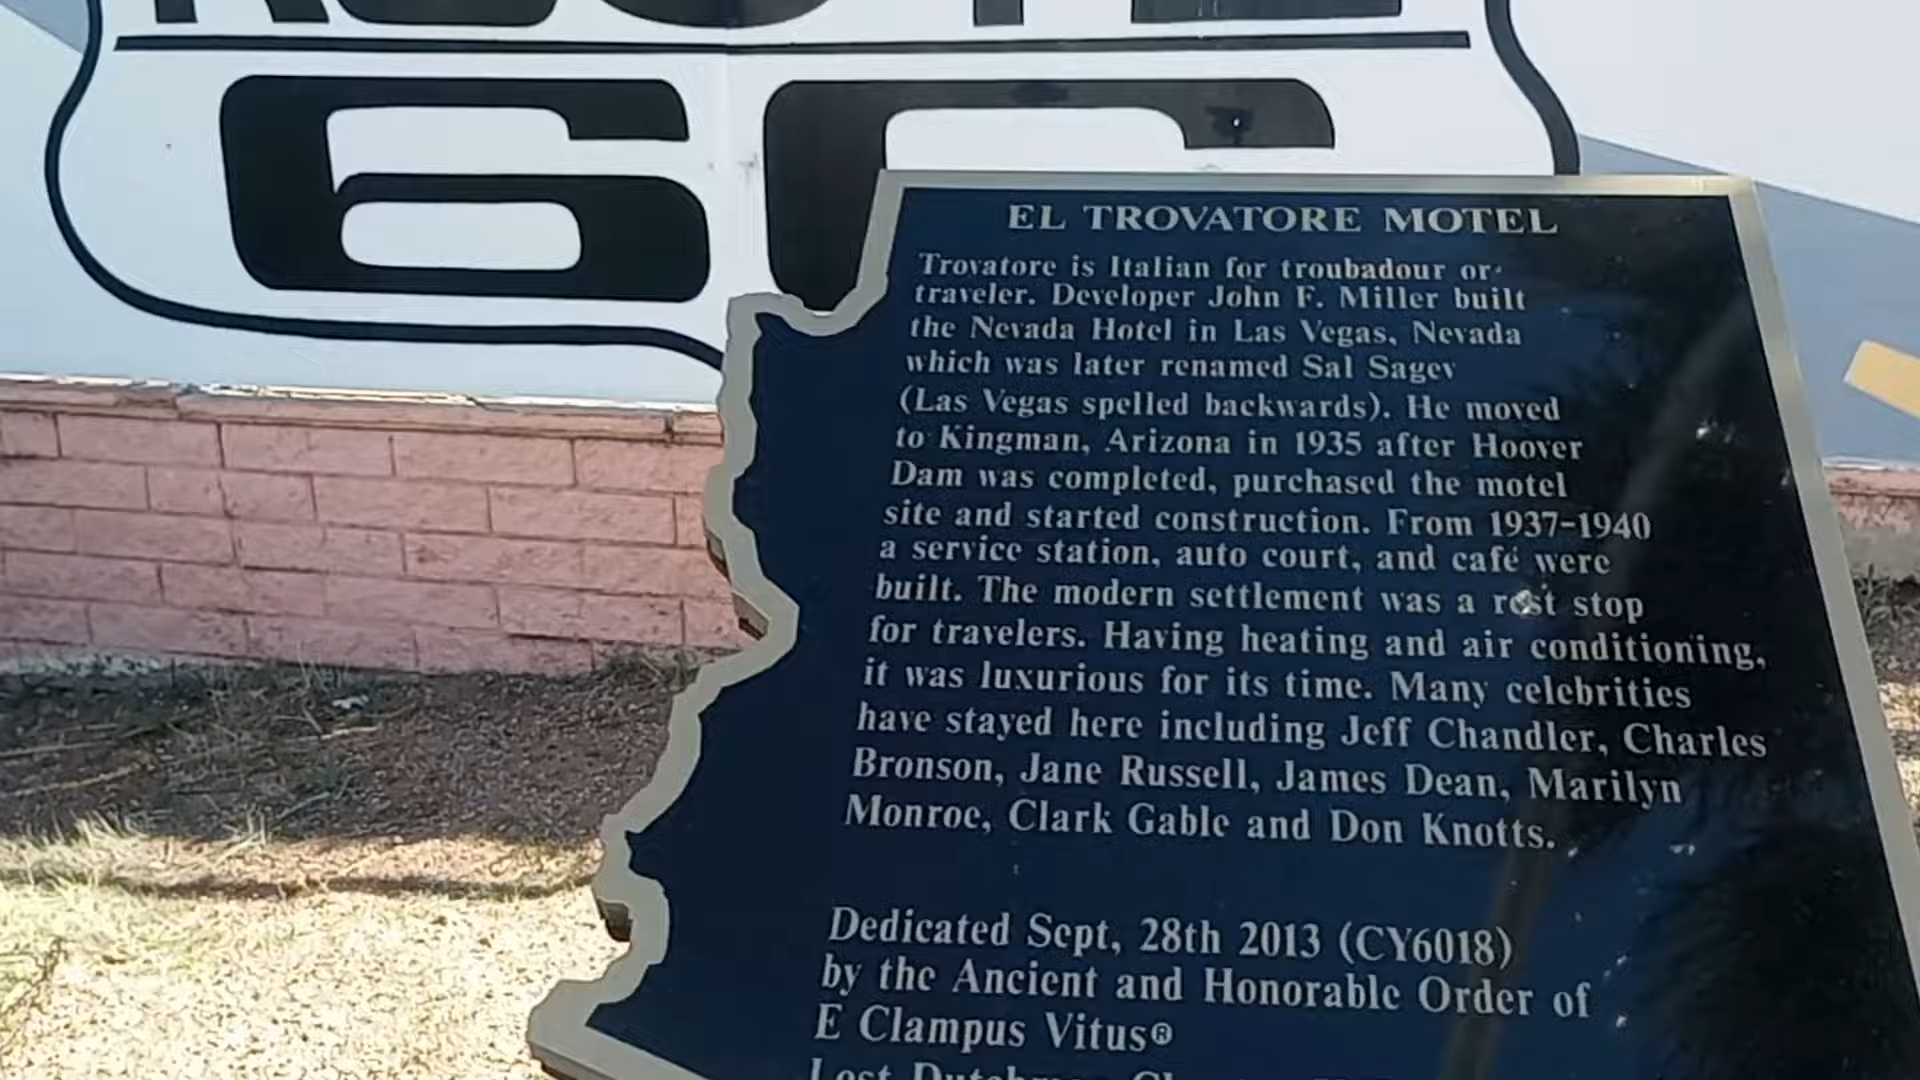 ROUTE
66
EL TROVATORE MOTEL
Trovatore is Italian for troubadour or
traveler. Developer John F. Miller built
the Nevada Hotel in Las Vegas, Nevada
which was later renamed Sal Sagev
(Las Vegas spelled backwards). He moved
to Kingman, Arizona in 1935 after Hoover
Dam was completed, purchased the motel
site and started construction. From 1937-1940
a service station, auto court, and café were
built. The modern settlement was a rest stop
for travelers. Having heating and air conditioning,
it was luxurious for its time. Many celebrities
have stayed here including Jeff Chandler, Charles
Bronson, Jane Russell, James Dean, Marilyn
Monroe, Clark Gable and Don Knotts.
Dedicated Sept, 28th 2013 (CY6018)
by the Ancient and Honorable Order of
E Clampus Vitus®
Lost